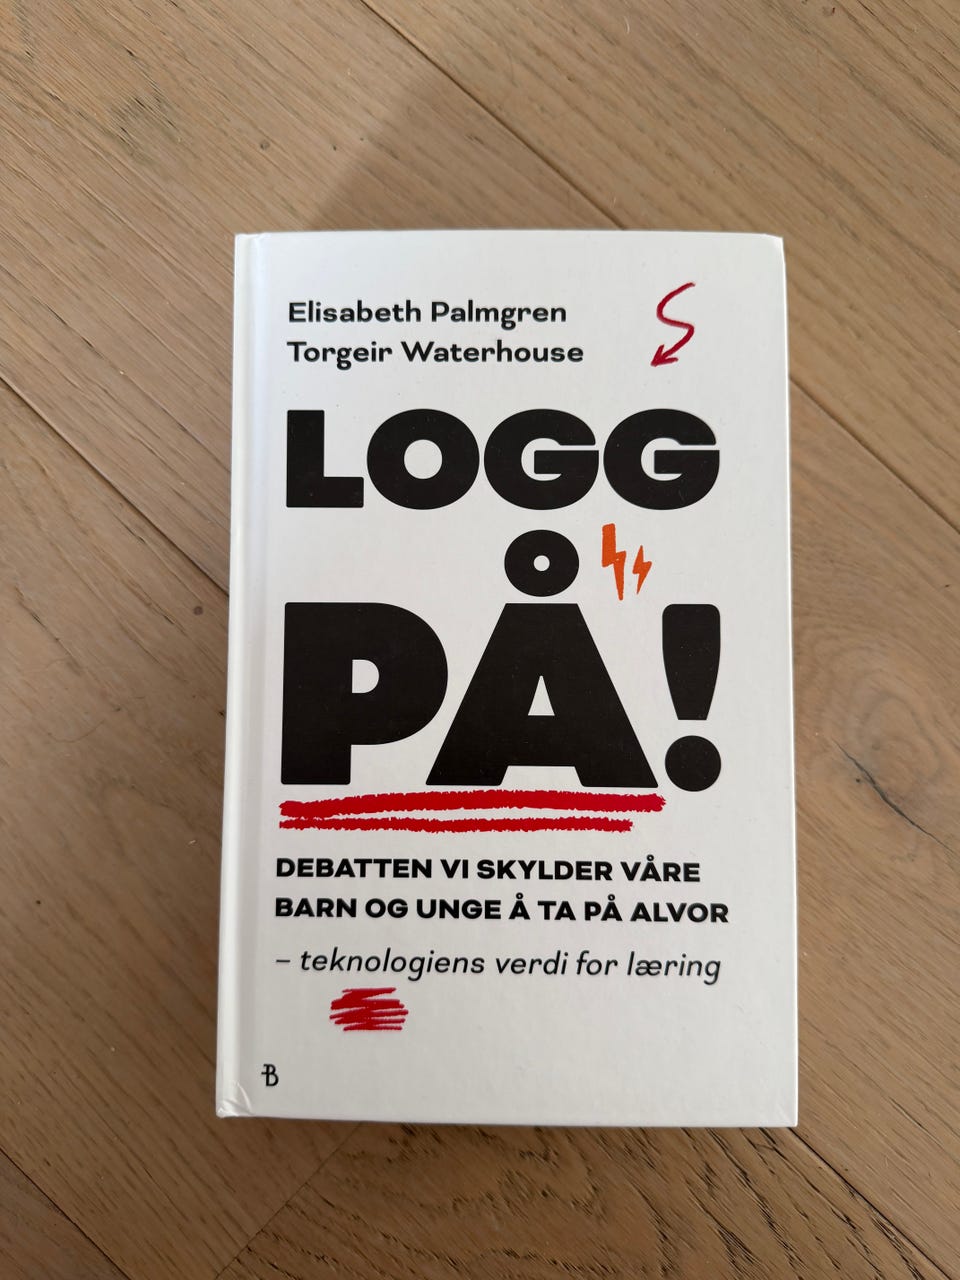 Elisabeth Palmgren
Torgeir Waterhouse
LOGG
PÅ!
DEBATTEN VI SKYLDER VÅRE
BARN OG UNGE Å TA PÅ ALVOR
– teknologiens verdi for læring
B